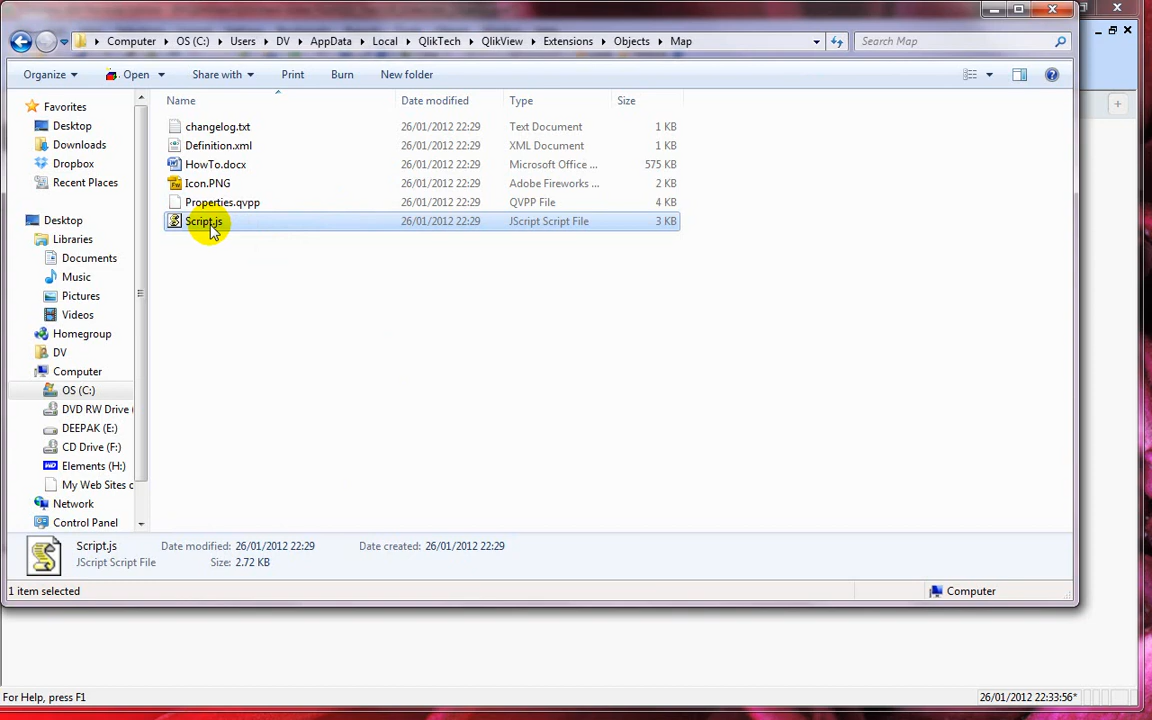 Computer OS (C:) Users DV AppData Local QlikTech QlikView Extensions Objects Map Search Map
Organize Open Share with Print Burn New folder
Name Date modified Type Size
Favorites
Desktop
Downloads
Dropbox
Recent Places
Desktop
Libraries
Documents
Music
Pictures
Videos
Homegroup
DV
Computer
OS (C:)
DVD RW Drive (
DEEPAK (E:)
CD Drive (F:)
Elements (H:)
My Web Sites c
Network
Control Panel
changelog.txt 26/01/2012 22:29 Text Document 1 KB
Definition.xml 26/01/2012 22:29 XML Document 1 KB
HowTo.docx 26/01/2012 22:29 Microsoft Office ... 575 KB
Icon.PNG 26/01/2012 22:29 Adobe Fireworks ... 2 KB
Properties.qvpp 26/01/2012 22:29 QVPP File 4 KB
Script.js 26/01/2012 22:29 JScript Script File 3 KB
Script.js Date modified: 26/01/2012 22:29 Date created: 26/01/2012 22:29
JScript Script File Size: 2.72 KB
1 item selected Computer
For Help, press F1 26/01/2012 22:33:56*